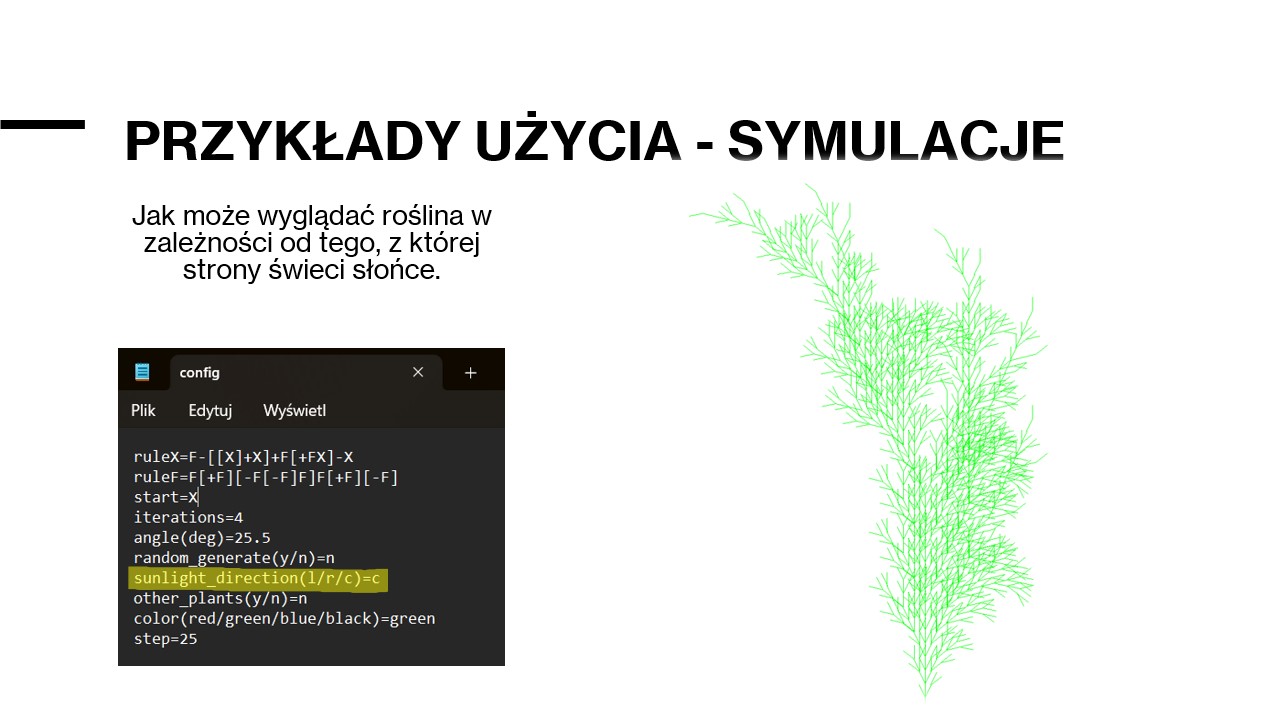 PRZYKŁADY UŻYCIA - SYMULACJE
Jak może wyglądać roślina w
zależności od tego, z której
strony świeci słońce.
config
Plik Edytuj Wyświetl
ruleX=F-[[X]+X]+F[+FX]-X
ruleF=F[+F][-F[-F]F]F[+F][-F]
start=X
iterations=4
angle(deg)=25.5
random_generate(y/n)=n
sunlight_direction(l/r/c)=c
other_plants(y/n)=n
color(red/green/blue/black)=green
step=25